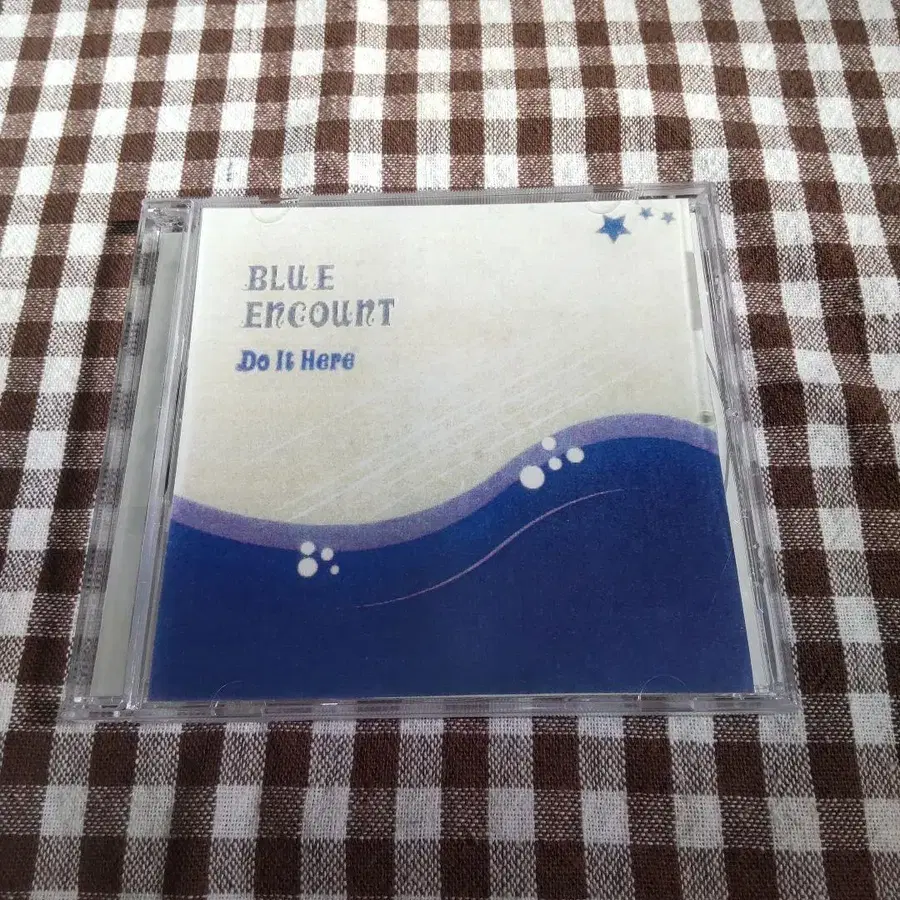 BLUE
ENCOUNT
Do It Here